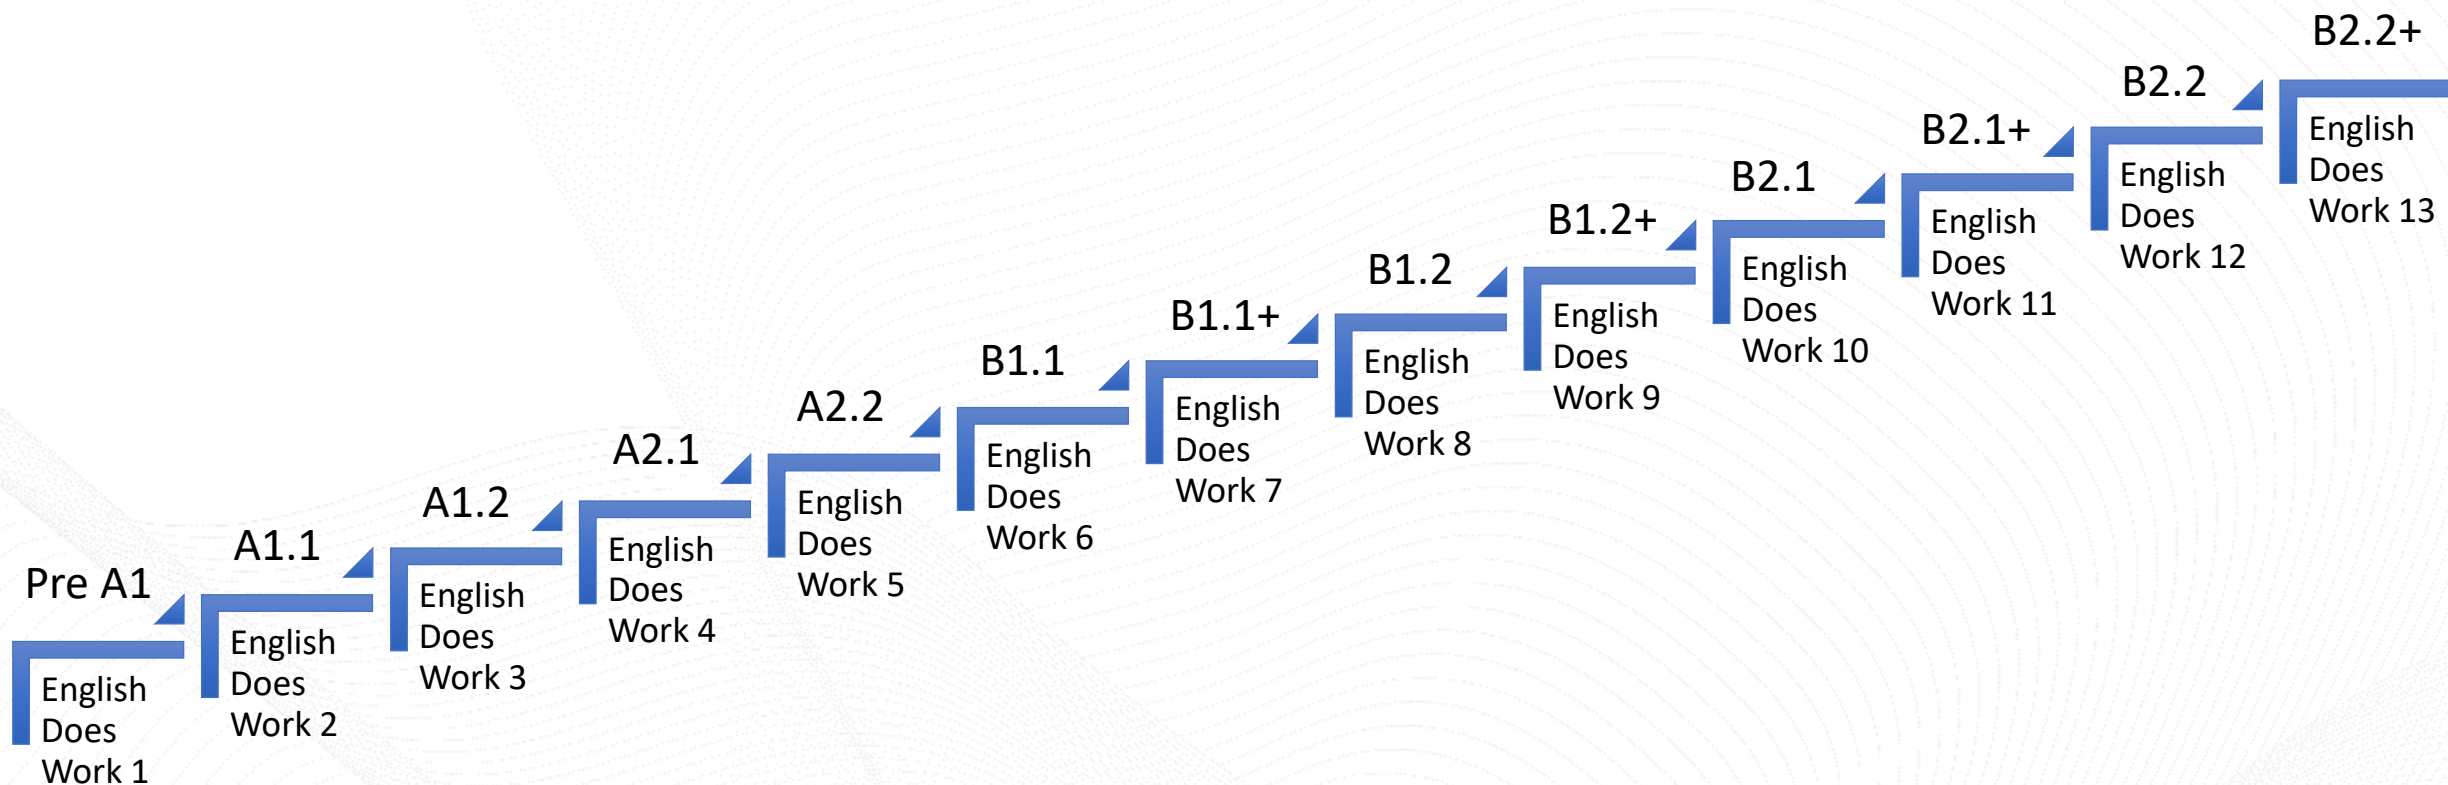 Pre A1
English
Does
Work 1
A1.1
English
Does
Work 2
A1.2
English
Does
Work 3
A2.1
English
Does
Work 4
A2.2
English
Does
Work 5
B1.1
English
Does
Work 6
B1.1+
English
Does
Work 7
B1.2
English
Does
Work 8
B1.2+
English
Does
Work 9
B2.1
English
Does
Work 10
B2.1+
English
Does
Work 11
B2.2
English
Does
Work 12
B2.2+
English
Does
Work 13